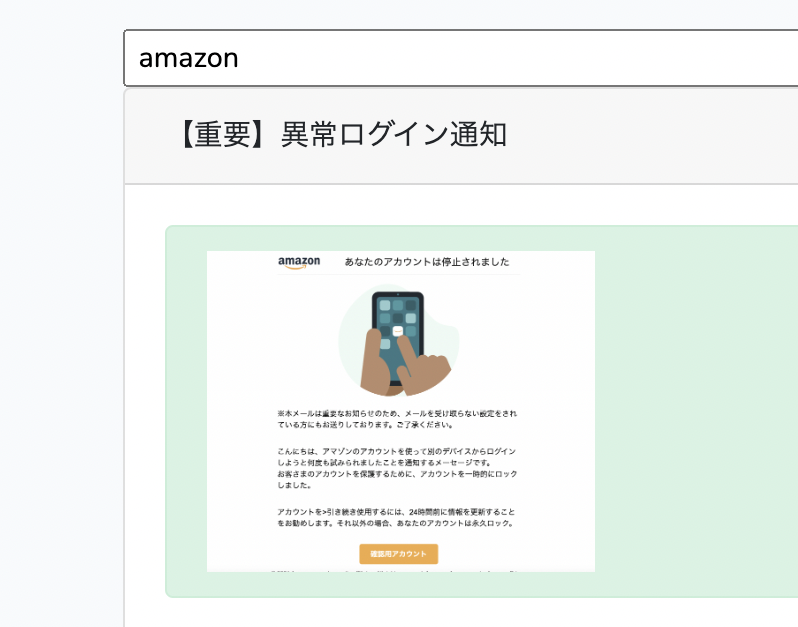 amazon
【重要】異常ログイン通知
amazon あなたのアカウントは停止されました
※本メールは重要なお知らせのため、メールを受け取らない設定をされ
ている方にもお送りしております。ご了承ください。
こんにちは、アマゾンのアカウントを使って別のデバイスからログイン
しようと何度も試みられましたことを通知するメーセージです。
お客さまのアカウントを保護するために、アカウントを一時的にロック
しました。
アカウントを>引き続き使用するには、24時間前に情報を更新すること
をお勧めします。それ以外の場合、あなたのアカウントは永久ロック。
確認用アカウント